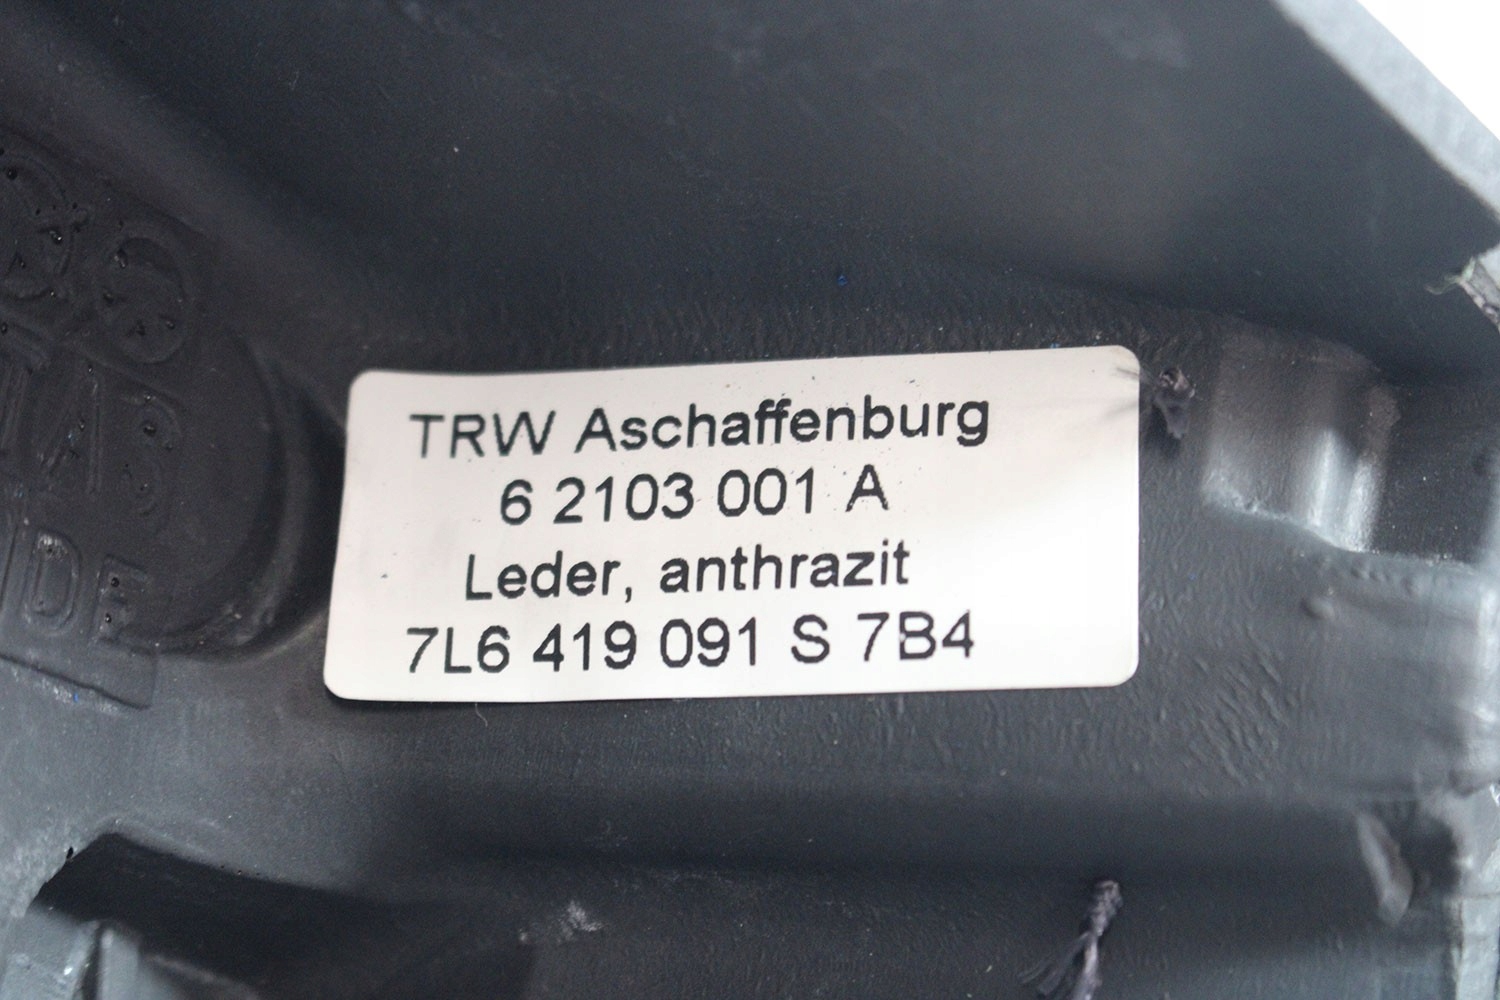 TRW Aschaffenburg
6 2103 001 A
Leder, anthrazit
7L6 419 091 S 7B4